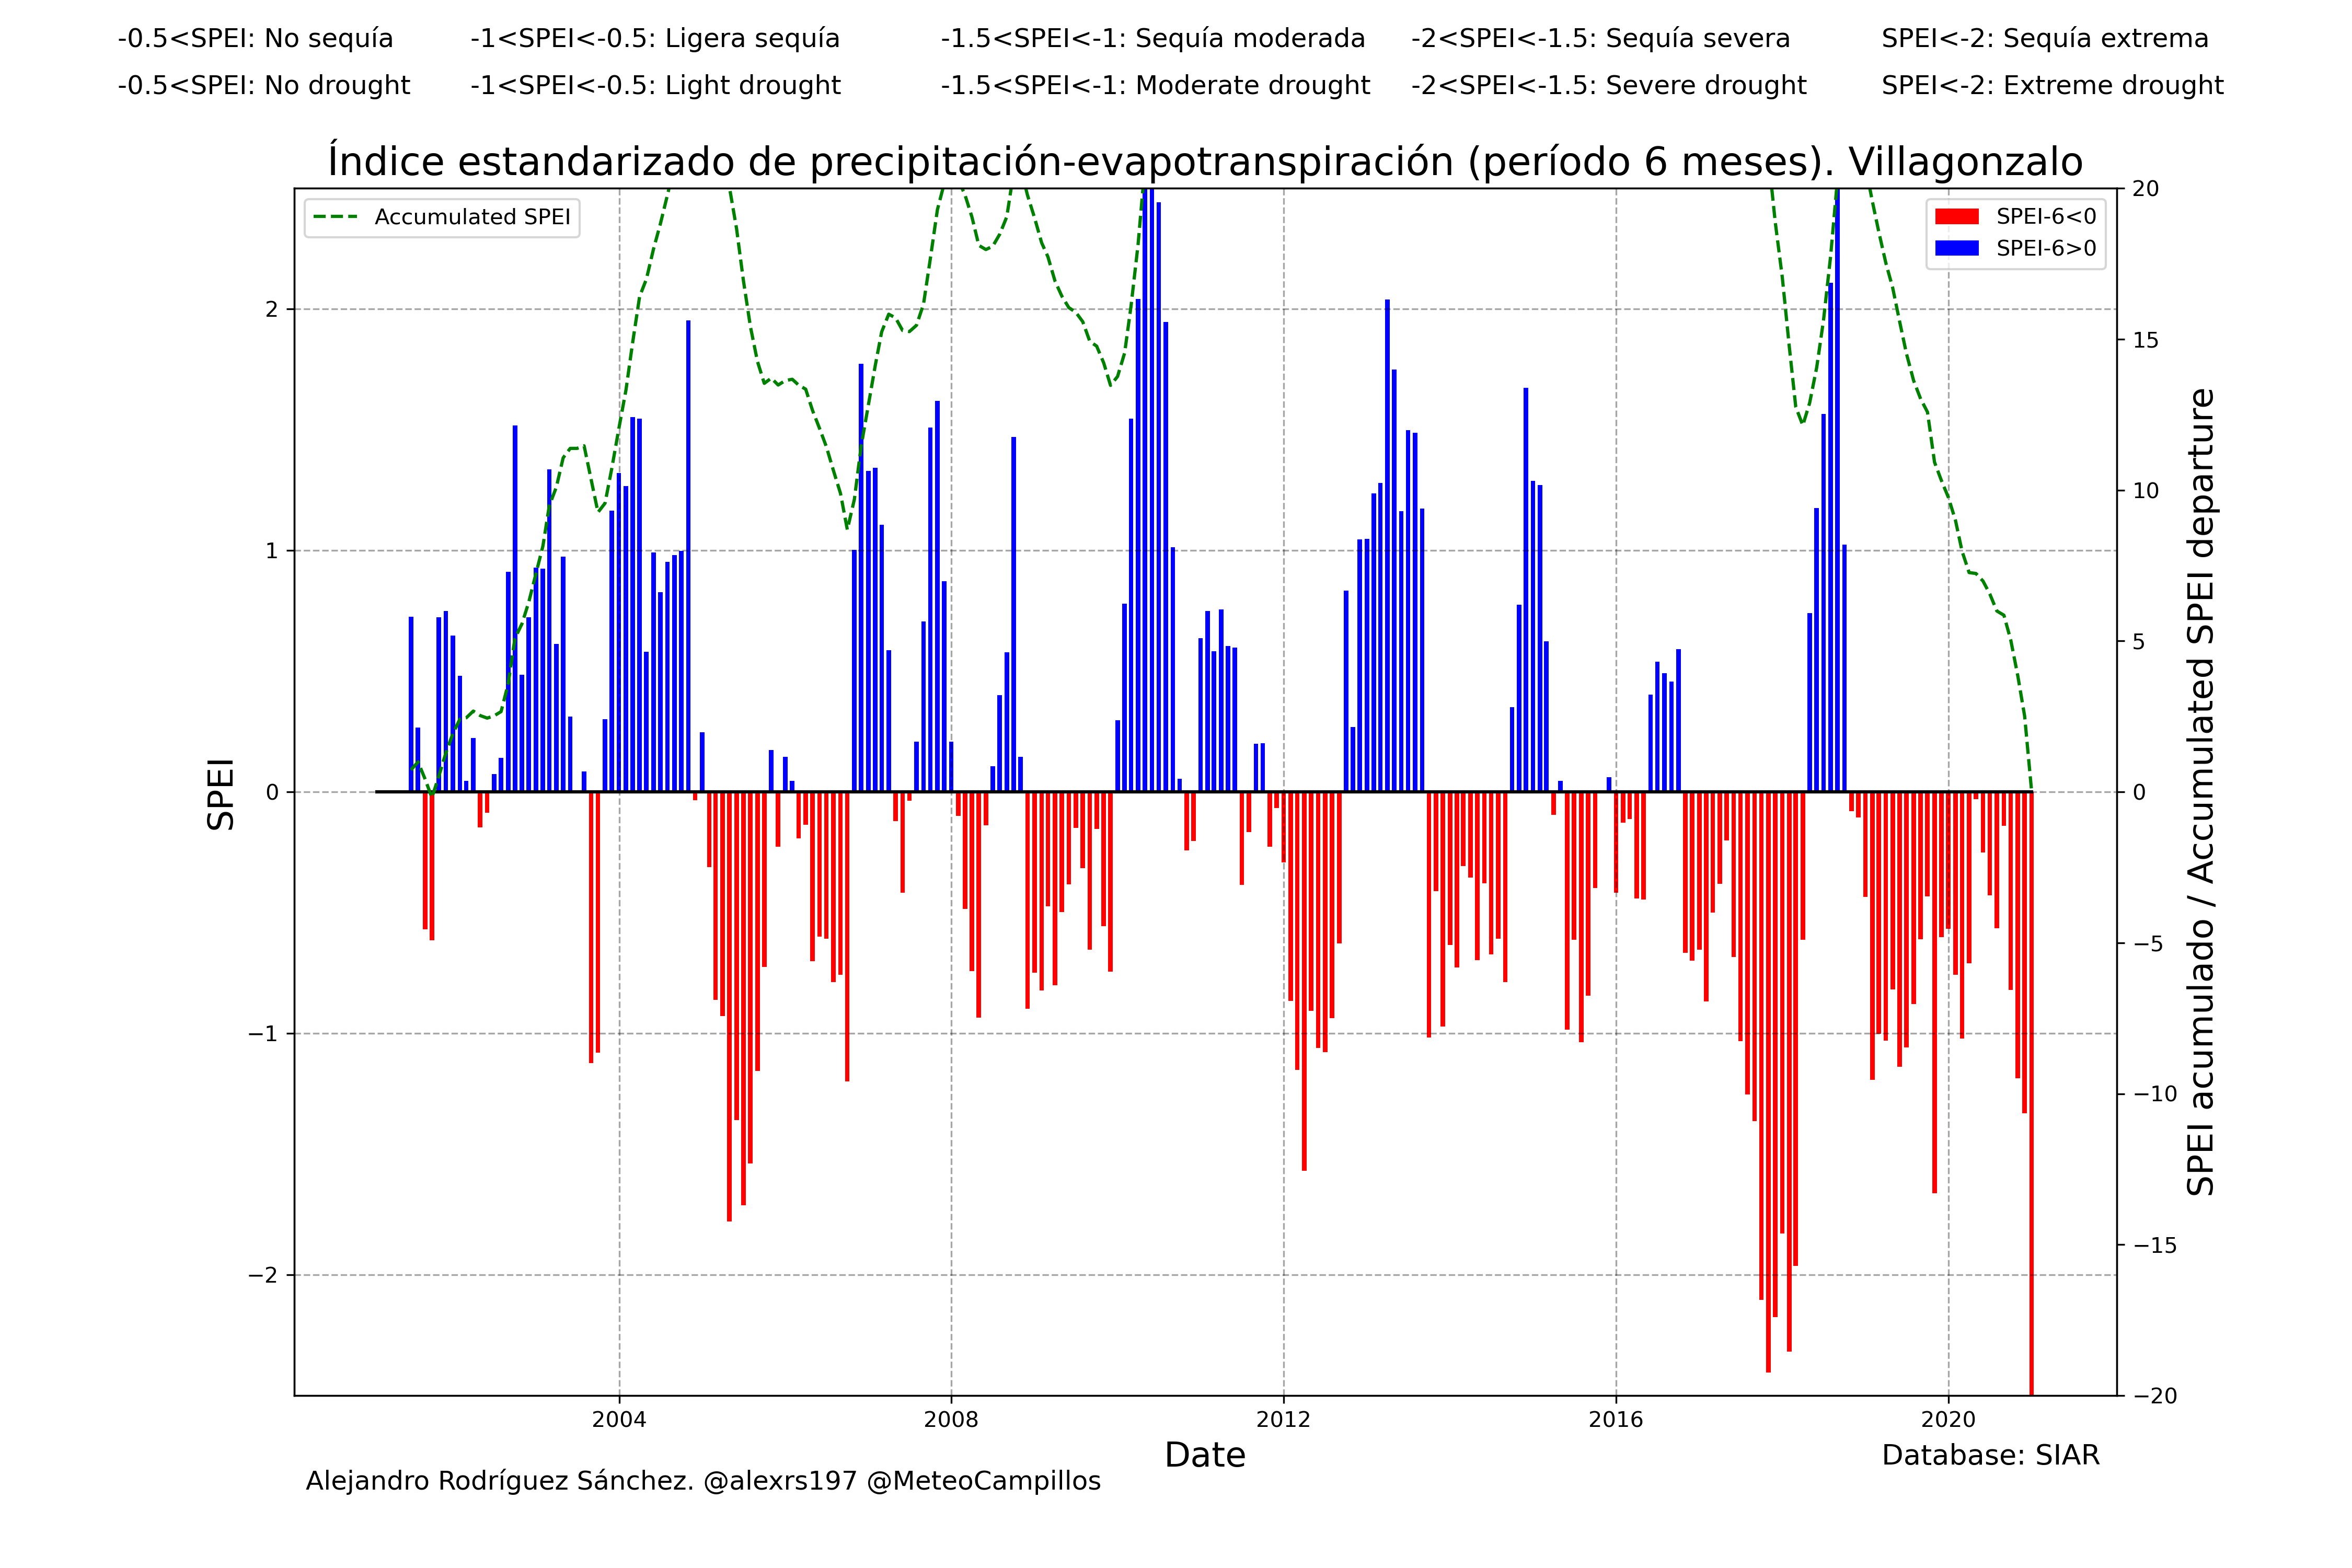 -0.5<SPEI: No sequía
-1<SPEI<-0.5: Ligera sequía
-1.5<SPEI<-1: Sequía moderada
-2<SPEI<-1.5: Sequía severa
SPEI<-2: Sequía extrema
-0.5<SPEI: No drought
-1<SPEI<-0.5: Light drought
-1.5<SPEI<-1: Moderate drought
-2<SPEI<-1.5: Severe drought
SPEI<-2: Extreme drought
Índice estandarizado de precipitación-evapotranspiración (período 6 meses). Villagonzalo
Accumulated SPEI
SPEI-6<0
SPEI-6>0
SPEI
2
1
0
−1
−2
20
15
10
5
0
−5
−10
−15
−20
SPEI acumulado / Accumulated SPEI departure
2004
2008
2012
2016
2020
Date
Database: SIAR
Alejandro Rodríguez Sánchez. @alexrs197 @MeteoCampillos